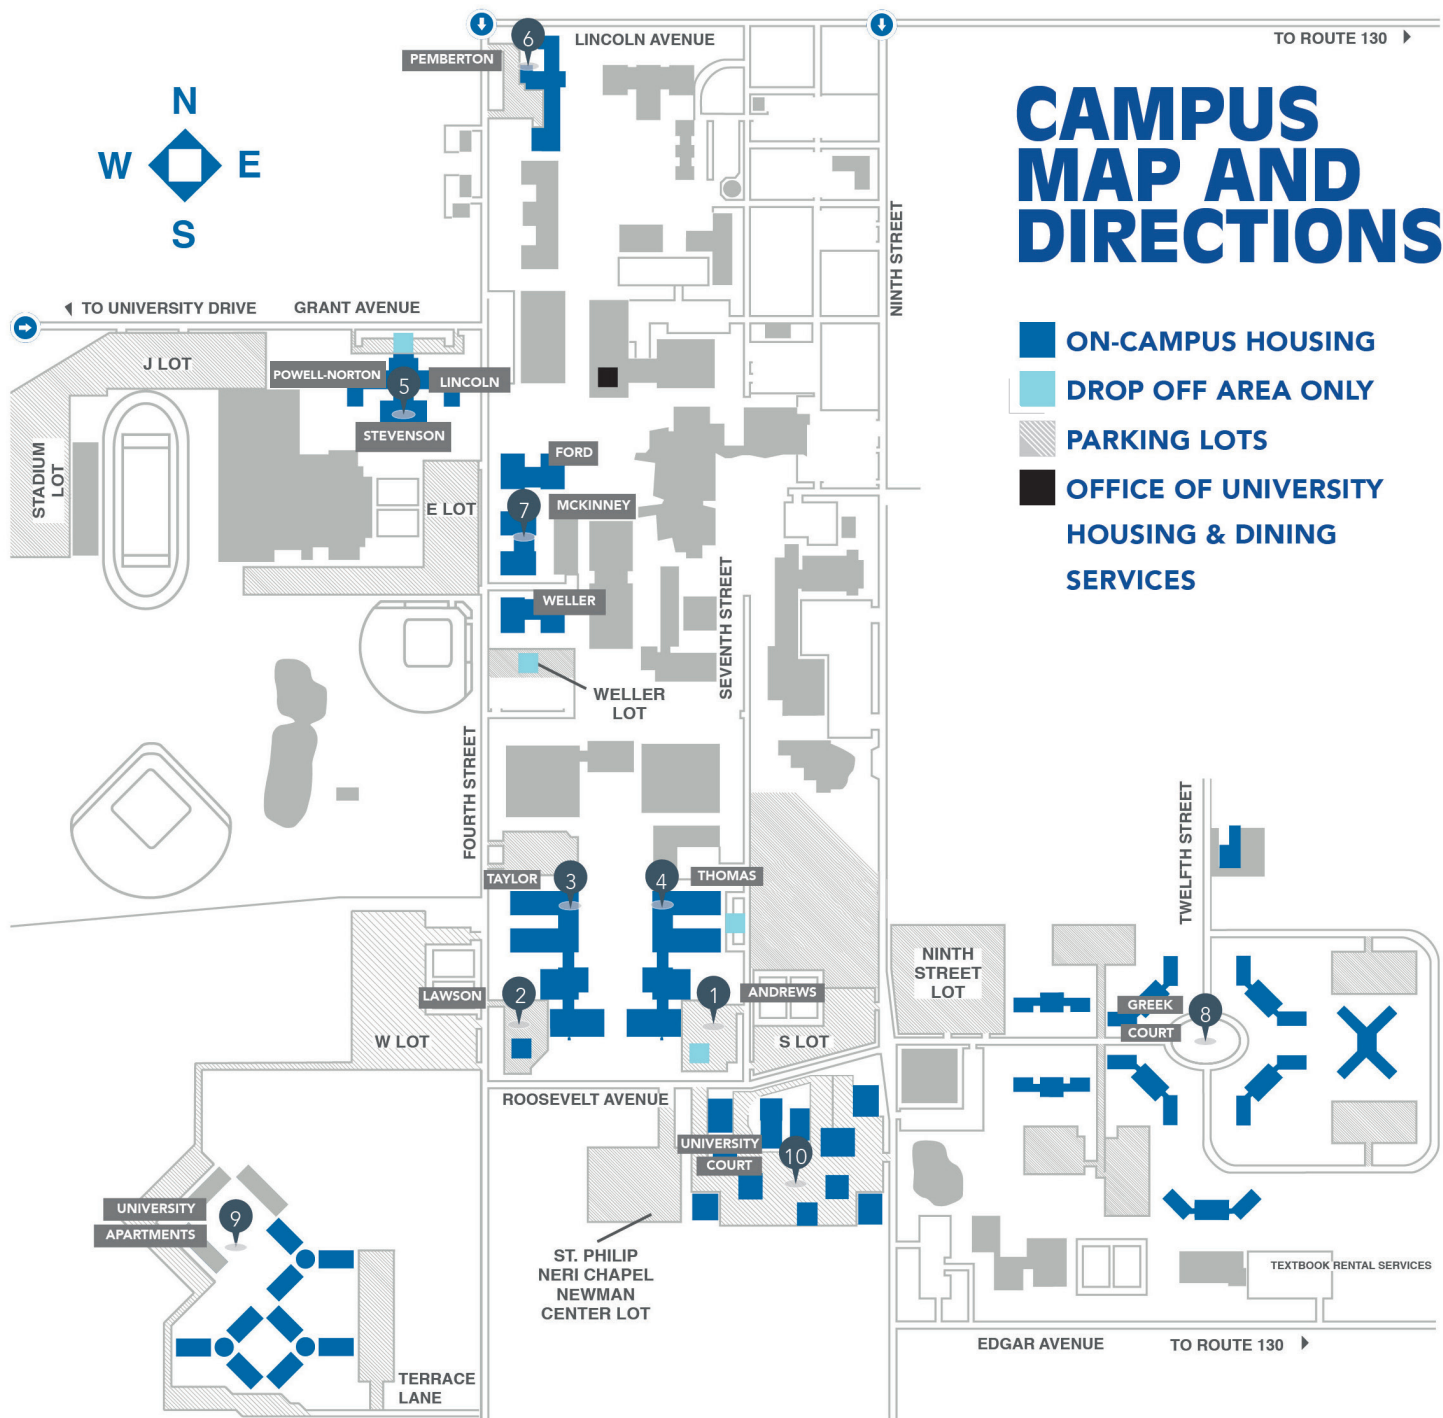 6
LINCOLN AVENUE
TO ROUTE 130
PEMBERTON
N
W
E
S
CAMPUS
MAP AND
DIRECTIONS
NINTH STREET
TO UNIVERSITY DRIVE
GRANT AVENUE
J LOT
POWELL-NORTON
5
LINCOLN
STEVENSON
STADIUM
LOT
E LOT
FORD
7
MCKINNEY
WELLER
ON-CAMPUS HOUSING
DROP OFF AREA ONLY
PARKING LOTS
OFFICE OF UNIVERSITY
HOUSING & DINING
SERVICES
SEVENTH STREET
WELLER
LOT
FOURTH STREET
TWELFTH STREET
TAYLOR
3
4
THOMAS
LAWSON
2
1
ANDREWS
W LOT
S LOT
NINTH
STREET
LOT
GREEK
COURT
8
ROOSEVELT AVENUE
UNIVERSITY
COURT
10
UNIVERSITY
APARTMENTS
9
ST. PHILIP
NERI CHAPEL
NEWMAN
CENTER LOT
TEXTBOOK RENTAL SERVICES
EDGAR AVENUE
TO ROUTE 130
TERRACE
LANE